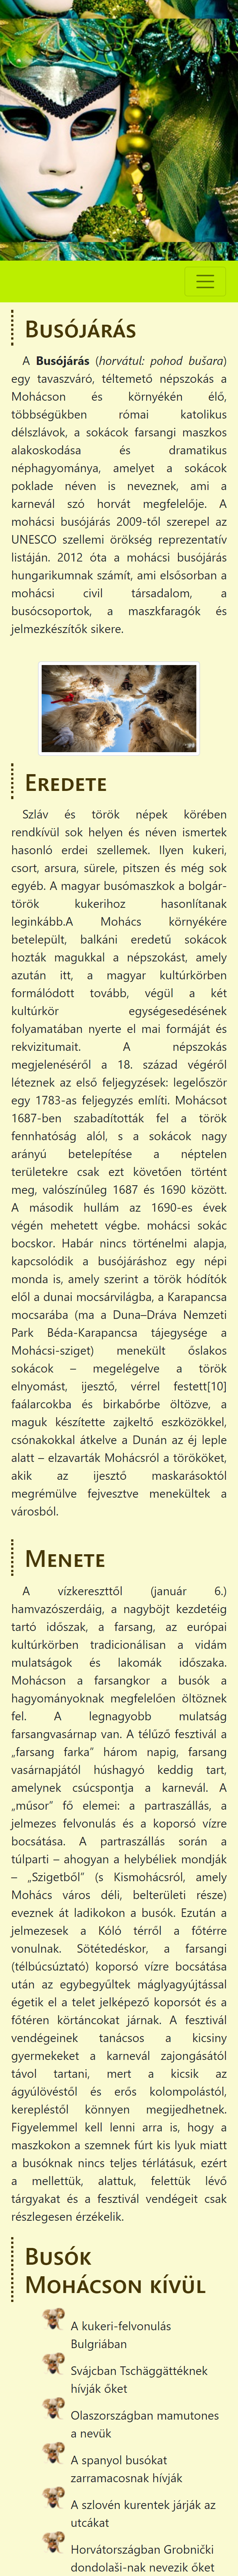 Busójárás
A Busójárás (horvátul: pohod bušara)
egy tavaszváró, téltemető népszokás a
Mohácson és környékén élő,
többségükben római katolikus
délszlávok, a sokácok farsangi maszkos
alakoskodása és dramatikus
néphagyománya, amelyet a sokácok
poklade néven is neveznek, ami a
karnevál szó horvát megfelelője. A
mohácsi busójárás 2009-től szerepel az
UNESCO szellemi örökség reprezentatív
listáján. 2012 óta a mohácsi busójárás
hungarikumnak számít, ami elsősorban a
mohácsi civil társadalom, a
busócsoportok, a maszkfaragók és
jelmezkészítők sikere.
Eredete
Szláv és török népek körében
rendkívül sok helyen és néven ismertek
hasonló erdei szellemek. Ilyen kukeri,
csort, arsura, sürele, pitszen és még sok
egyéb. A magyar busómaszkok a bolgár-
török kukerihoz hasonlítanak
leginkább.A Mohács környékére
betelepült, balkáni eredetű sokácok
hozták magukkal a népszokást, amely
azután itt, a magyar kultúrkörben
formálódott tovább, végül a két
kultúrkör egységesedésének
folyamatában nyerte el mai formáját és
rekvizitumait. A népszokás
megjelenéséről a 18. század végéről
léteznek az első feljegyzések: legelőször
egy 1783-as feljegyzés említi. Mohácsot
1687-ben szabadították fel a török
fennhatóság alól, s a sokácok nagy
arányú betelepítése a néptelen
területekre csak ezt követően történt
meg, valószínűleg 1687 és 1690 között.
A második hullám az 1690-es évek
végén mehetett végbe. mohácsi sokác
bocskor. Habár nincs történelmi alapja,
kapcsolódik a busójáráshoz egy népi
monda is, amely szerint a török hódítók
elől a dunai mocsárvilágba, a Karapancsa
mocsarába (ma a Duna–Dráva Nemzeti
Park Béda-Karapancsa tájegysége a
Mohácsi-sziget) menekült őslakos
sokácok – megelégelve a török
elnyomást, ijesztő, vérrel festett[10]
faálarcokba és birkabőrbe öltözve, – a
maguk készítette zajkeltő eszközökkel,
csónakokkal átkelve a Dunán az éj leple
alatt – elzavarták Mohácsról a törököket,
akik az ijesztő maskarásoktól
megrémülve fejvesztve menekültek a
városból.
Menete
A vízkereszttől (január 6.)
hamvazószerdáig, a nagyböjt kezdetéig
tartó időszak, a farsang, az európai
kultúrkörben tradicionálisan a vidám
mulatságok és lakomák időszaka.
Mohácson a farsangkor a busók a
hagyományoknak megfelelően öltöznek
fel. A legnagyobb mulatság
farsangvasárnap van. A télűző fesztivál a
„farsang farka” három napig, farsang
vasárnapjától húshagyó keddig tart,
amelynek csúcspontja a karnevál. A
„műsor” fő elemei: a partraszállás, a
jelmezes felvonulás és a koporsó vízre
bocsátása. A partraszállás során a
túlparti – ahogyan a helybéliek mondják
– „Szigetből” (s Kismohácsról, amely
Mohács város déli, belterületi része)
eveznek át ladikokon a busók. Ezután a
jelmezesek a Kóló térről a főtérre
vonulnak. Sötétedéskor, a farsangi
(télbúcsúztató) koporsó vízre bocsátása
után az egybegyűltek máglyagyújtással
égetik el a telet jelképező koporsót és a
főtéren körtáncokat járnak. A fesztivál
vendégeinek tanácsos a kicsiny
gyermekeket a karnevál zajongásától
távol tartani, mert a kicsik az
ágyúlövéstől és erős kolompolástól,
kerepléstől könnyen megijedhetnek.
Figyelemmel kell lenni arra is, hogy a
maszkokon a szemnek fúrt kis lyuk miatt
a busóknak nincs teljes térlátásuk, ezért
a mellettük, alattuk, felettük lévő
tárgyakat és a fesztivál vendégeit csak
részlegesen érzékelik.
Busók
Mohácson kívül
A kukeri-felvonulás
Bulgriában
Svájcban Tschäggättéknek
hívják őket
Olaszországban mamutones
a nevük
A spanyol busókat
zarramacosnak hívják
A szlovén kurentek járják az
utcákat
Horvátországban Grobnički
dondolaši-nak nevezik őket